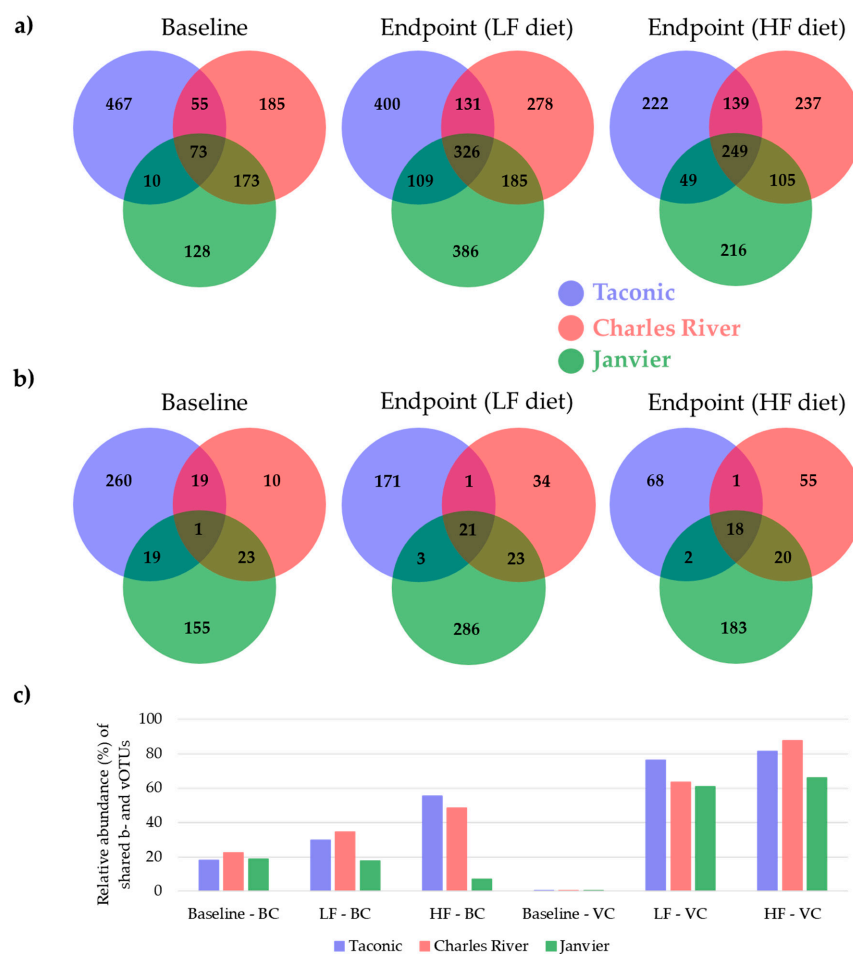 a)
Baseline
Endpoint (LF diet)
Endpoint (HF diet)
467
55
185
73
10
173
128
400
131
278
326
109
185
386
222
139
237
249
49
105
216
Taconic
Charles River
Janvier
b)
Baseline
Endpoint (LF diet)
Endpoint (HF diet)
260
19
10
1
19
23
155
171
1
34
21
3
23
286
68
1
55
18
2
20
183
c)
Relative abundance (%) of
shared b- and vOTUs
100
80
60
40
20
0
Baseline - BC
LF - BC
HF - BC
Baseline - VC
LF - VC
HF - VC
Taconic
Charles River
Janvier